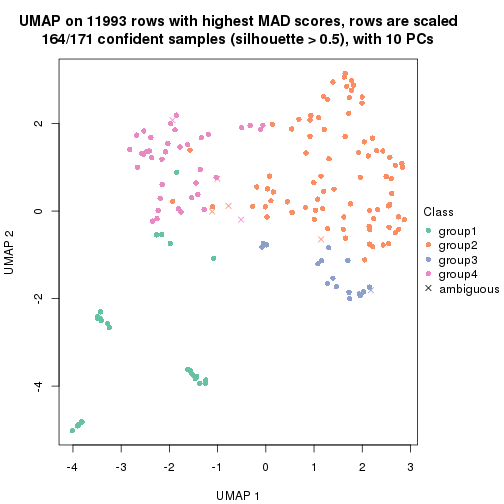 UMAP on 11993 rows with highest MAD scores, rows are scaled
164/171 confident samples (silhouette > 0.5), with 10 PCs
2
0
-2
-4
UMAP 2
-4 -3 -2 -1 0 1 2 3
UMAP 1
Class
group1
group2
group3
group4
ambiguous